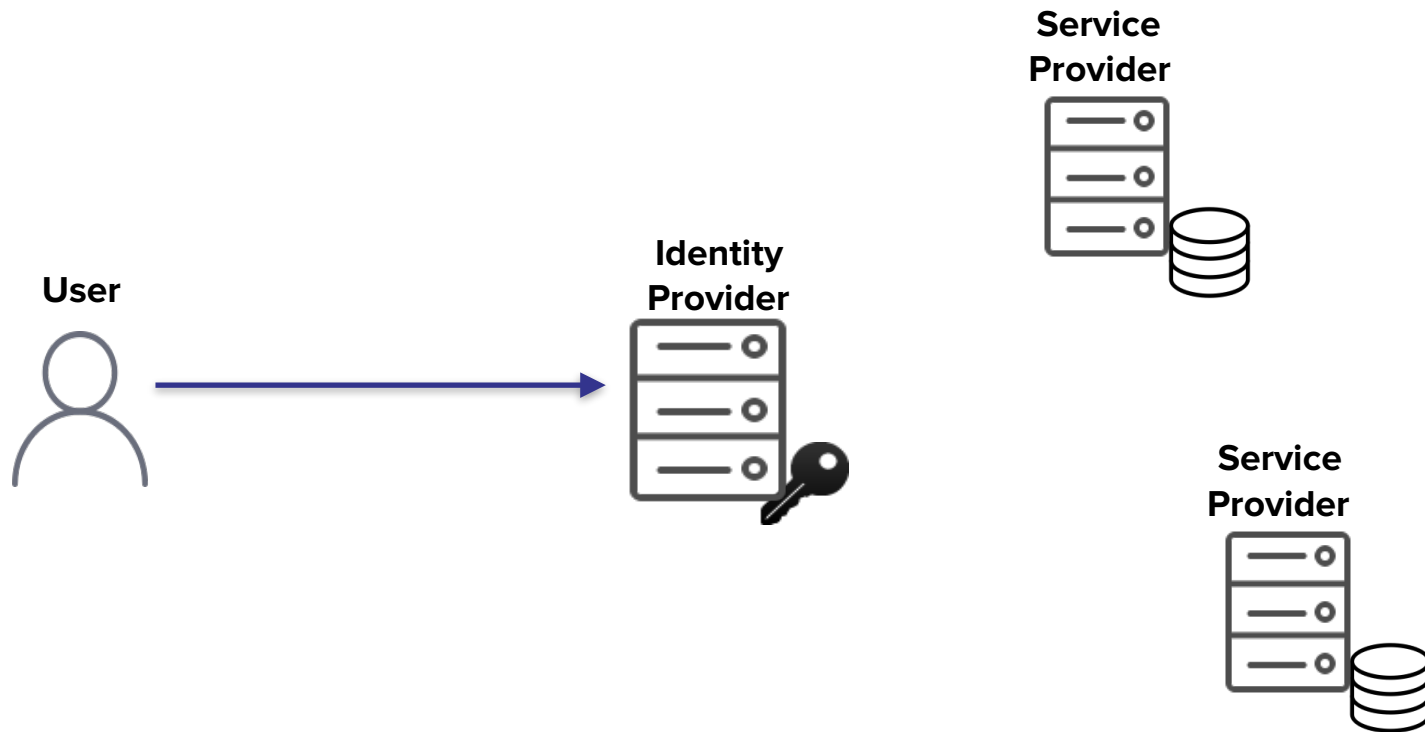 Service
Provider
Identity
Provider
User
Service
Provider